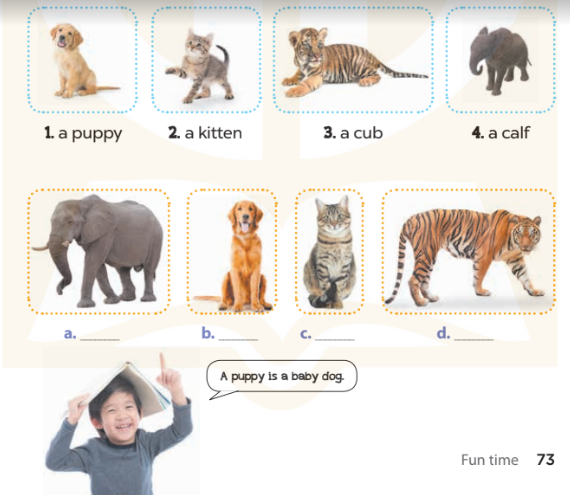 1. a puppy 2. a kitten 3. a cub 4. a calf
a. ______ b. ______ c. ______ d. ______
A puppy is a baby dog.
Fun time 73